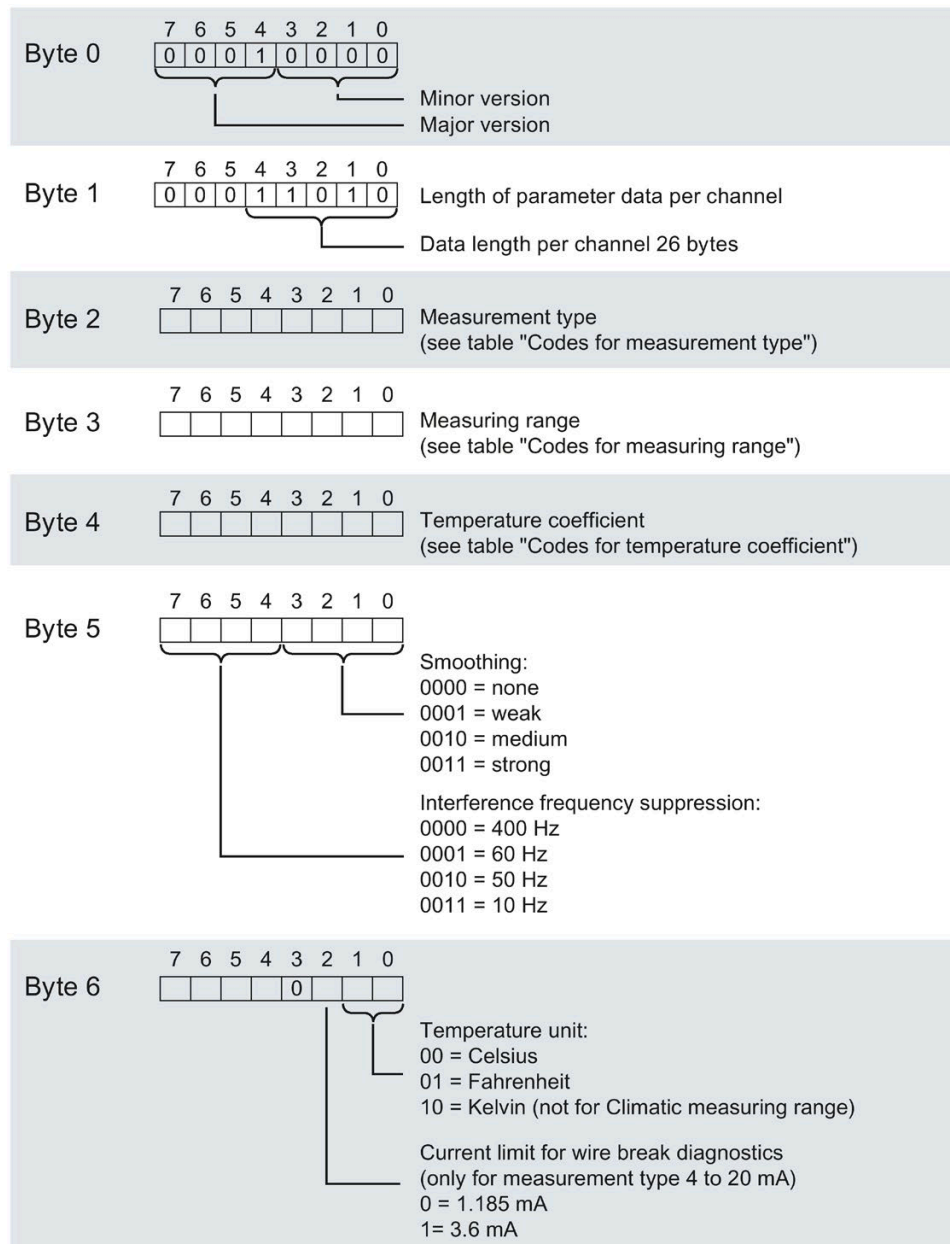 7 6 5 4 3 2 1 0
Byte 0
0 0 0 1 0 0 0 0
Minor version
Major version
7 6 5 4 3 2 1 0
Byte 1
0 0 0 1 1 0 1 0
Length of parameter data per channel
Data length per channel 26 bytes
7 6 5 4 3 2 1 0
Byte 2
Measurement type
(see table "Codes for measurement type")
7 6 5 4 3 2 1 0
Byte 3
Measuring range
(see table "Codes for measuring range")
7 6 5 4 3 2 1 0
Byte 4
Temperature coefficient
(see table "Codes for temperature coefficient")
7 6 5 4 3 2 1 0
Byte 5
Smoothing:
0000 = none
0001 = weak
0010 = medium
0011 = strong
Interference frequency suppression:
0000 = 400 Hz
0001 = 60 Hz
0010 = 50 Hz
0011 = 10 Hz
7 6 5 4 3 2 1 0
Byte 6
0
Temperature unit:
00 = Celsius
01 = Fahrenheit
10 = Kelvin (not for Climatic measuring range)
Current limit for wire break diagnostics
(only for measurement type 4 to 20 mA)
0 = 1.185 mA
1= 3.6 mA